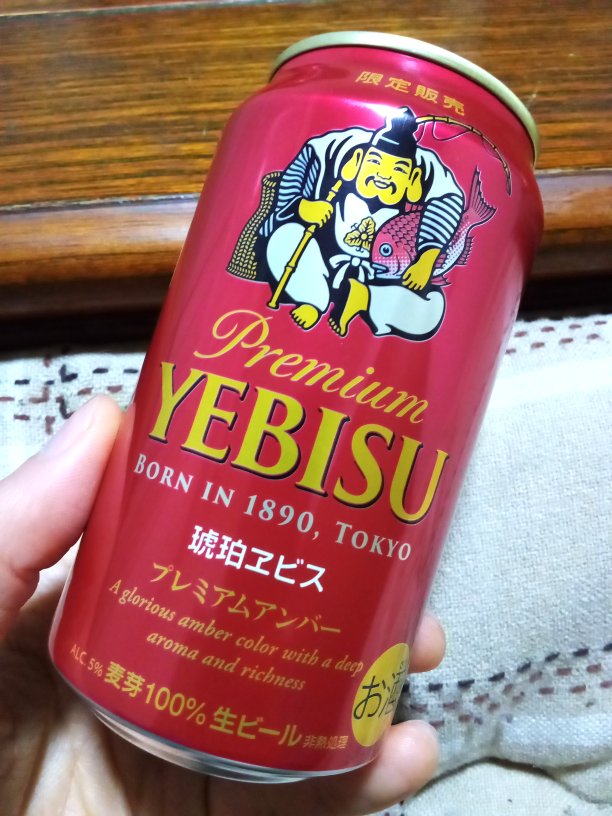 限定販売
Premium
YEBISU
BORN IN 1890, TOKYO
琥珀ヱビス
プレミアムアンバー
A glorious amber color with a deep
aroma and richness
ALC. 5% 麦芽100% 生ビール 非熱処理
お酒